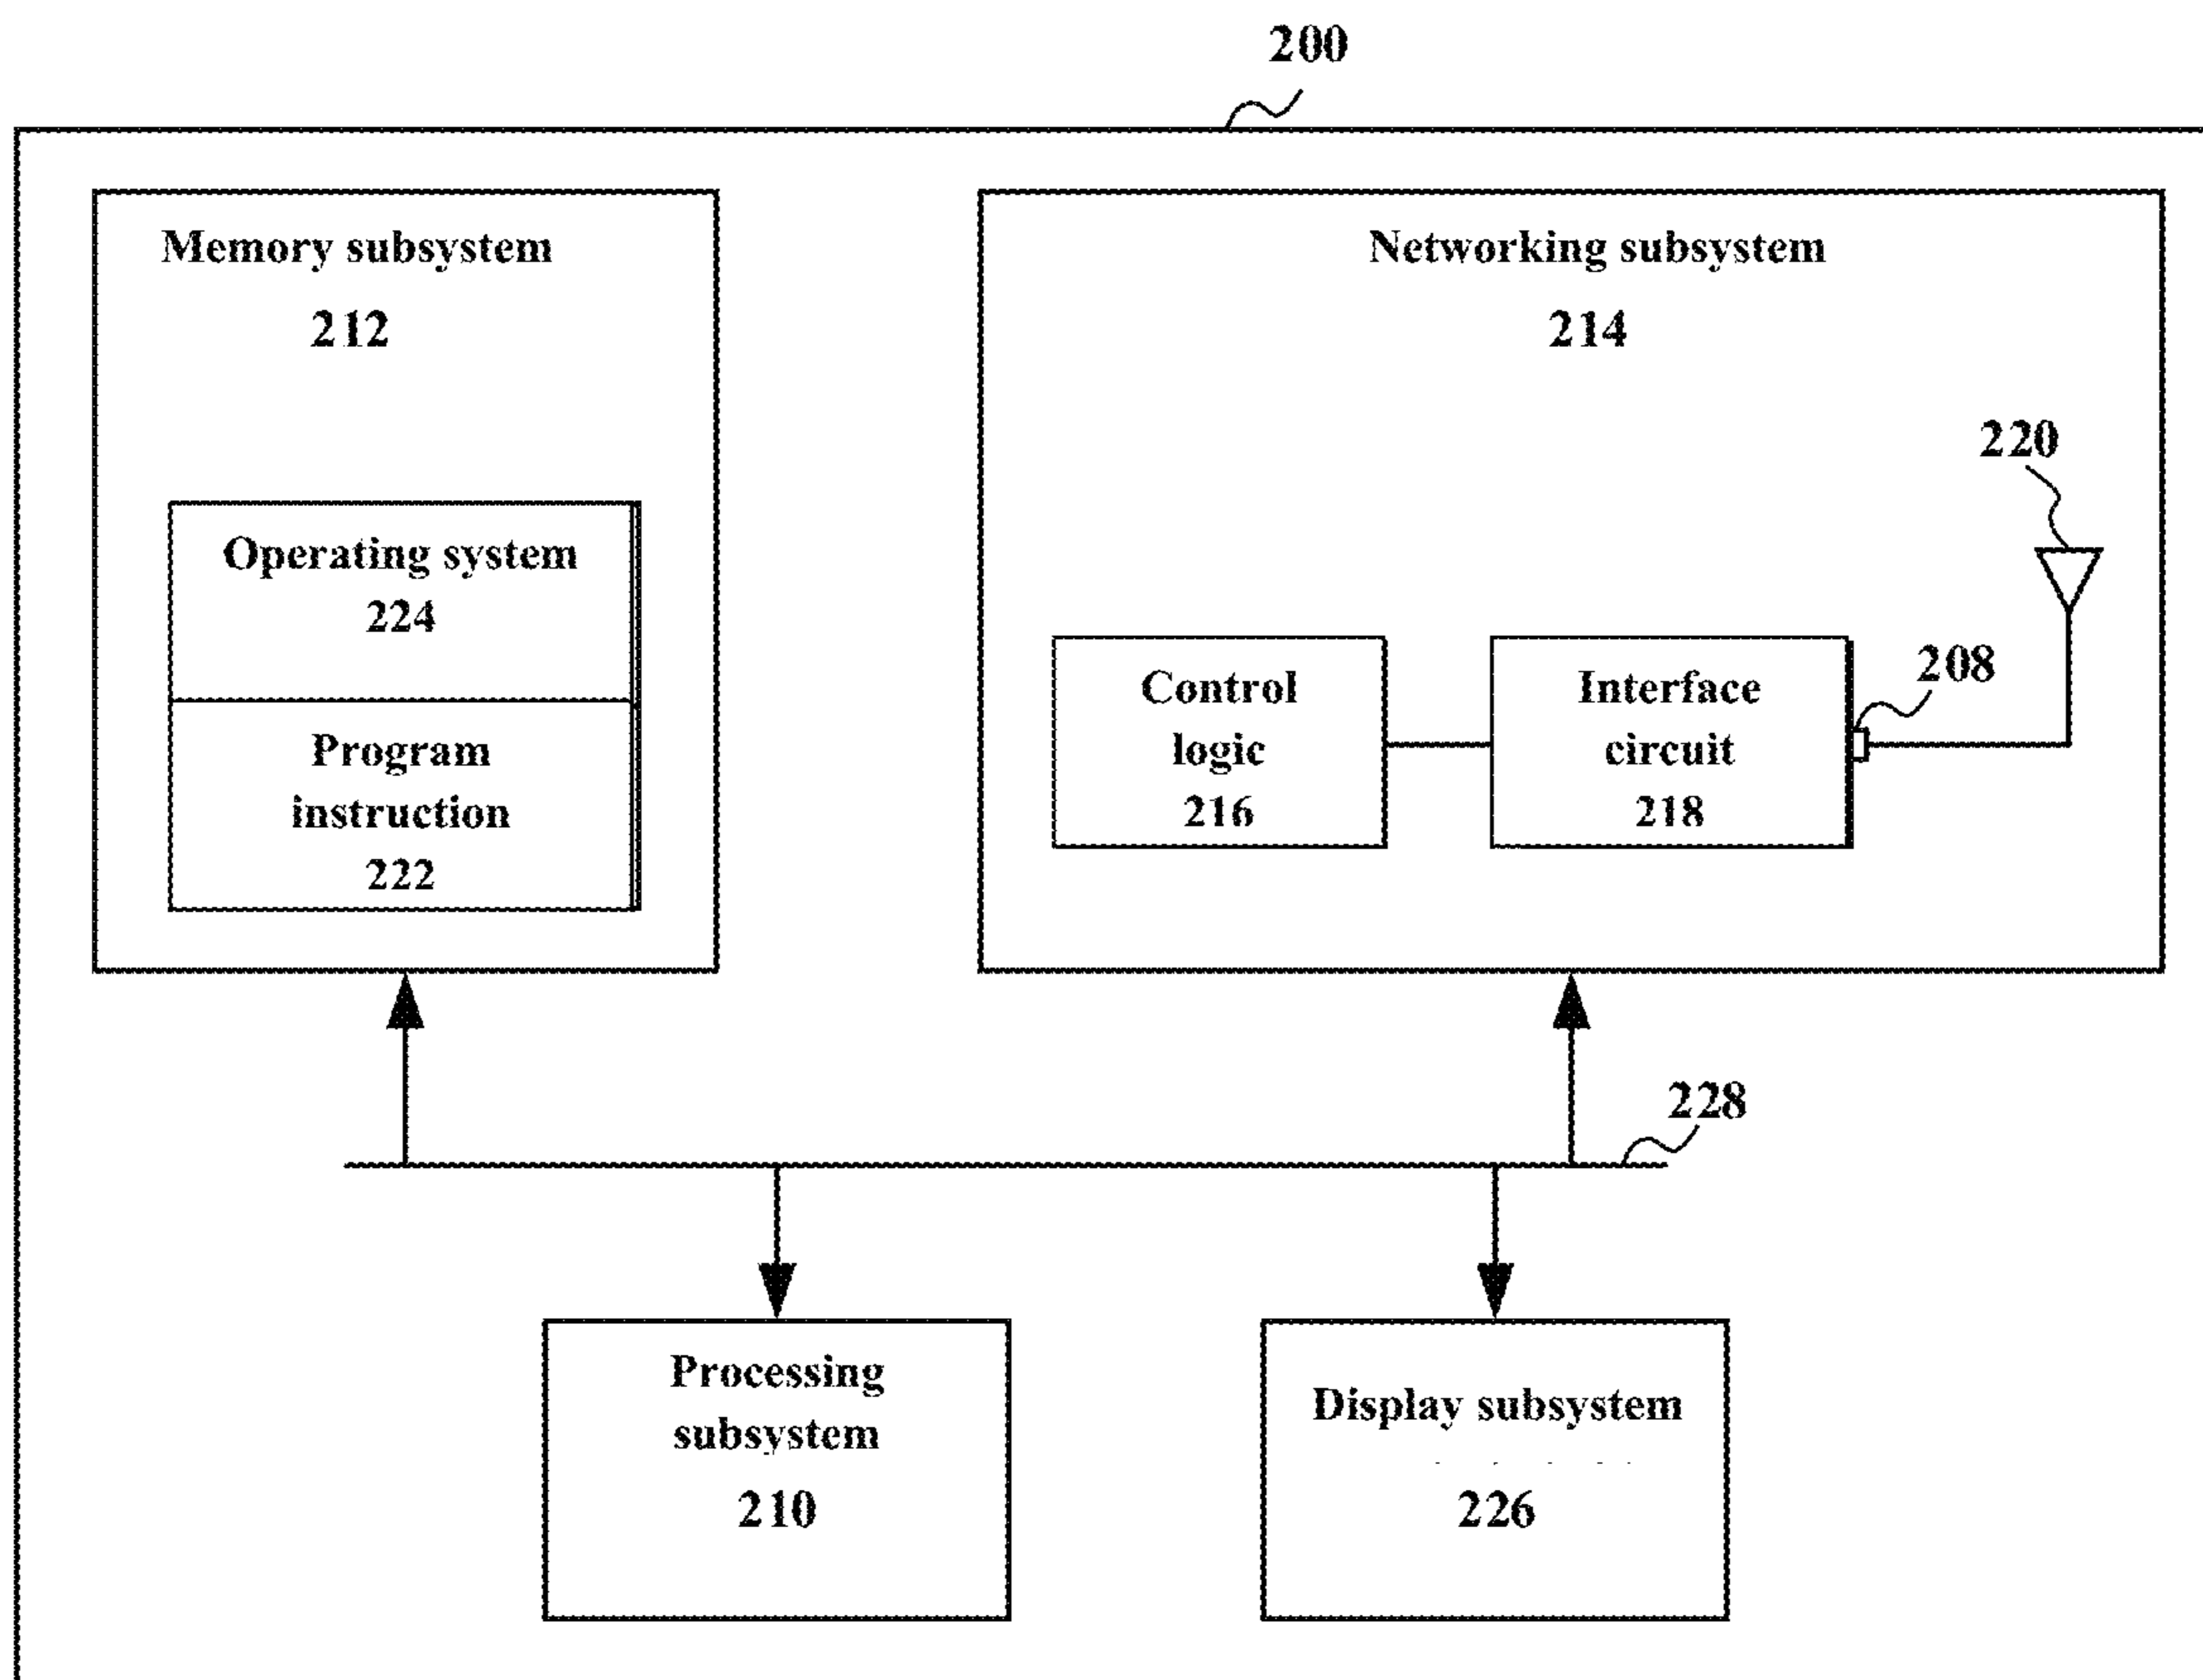 200
Memory subsystem
212
Operating system
224
Program
instruction
222
Networking subsystem
214
220
208
Control
logic
216
Interface
circuit
218
228
Processing
subsystem
210
Display subsystem
226